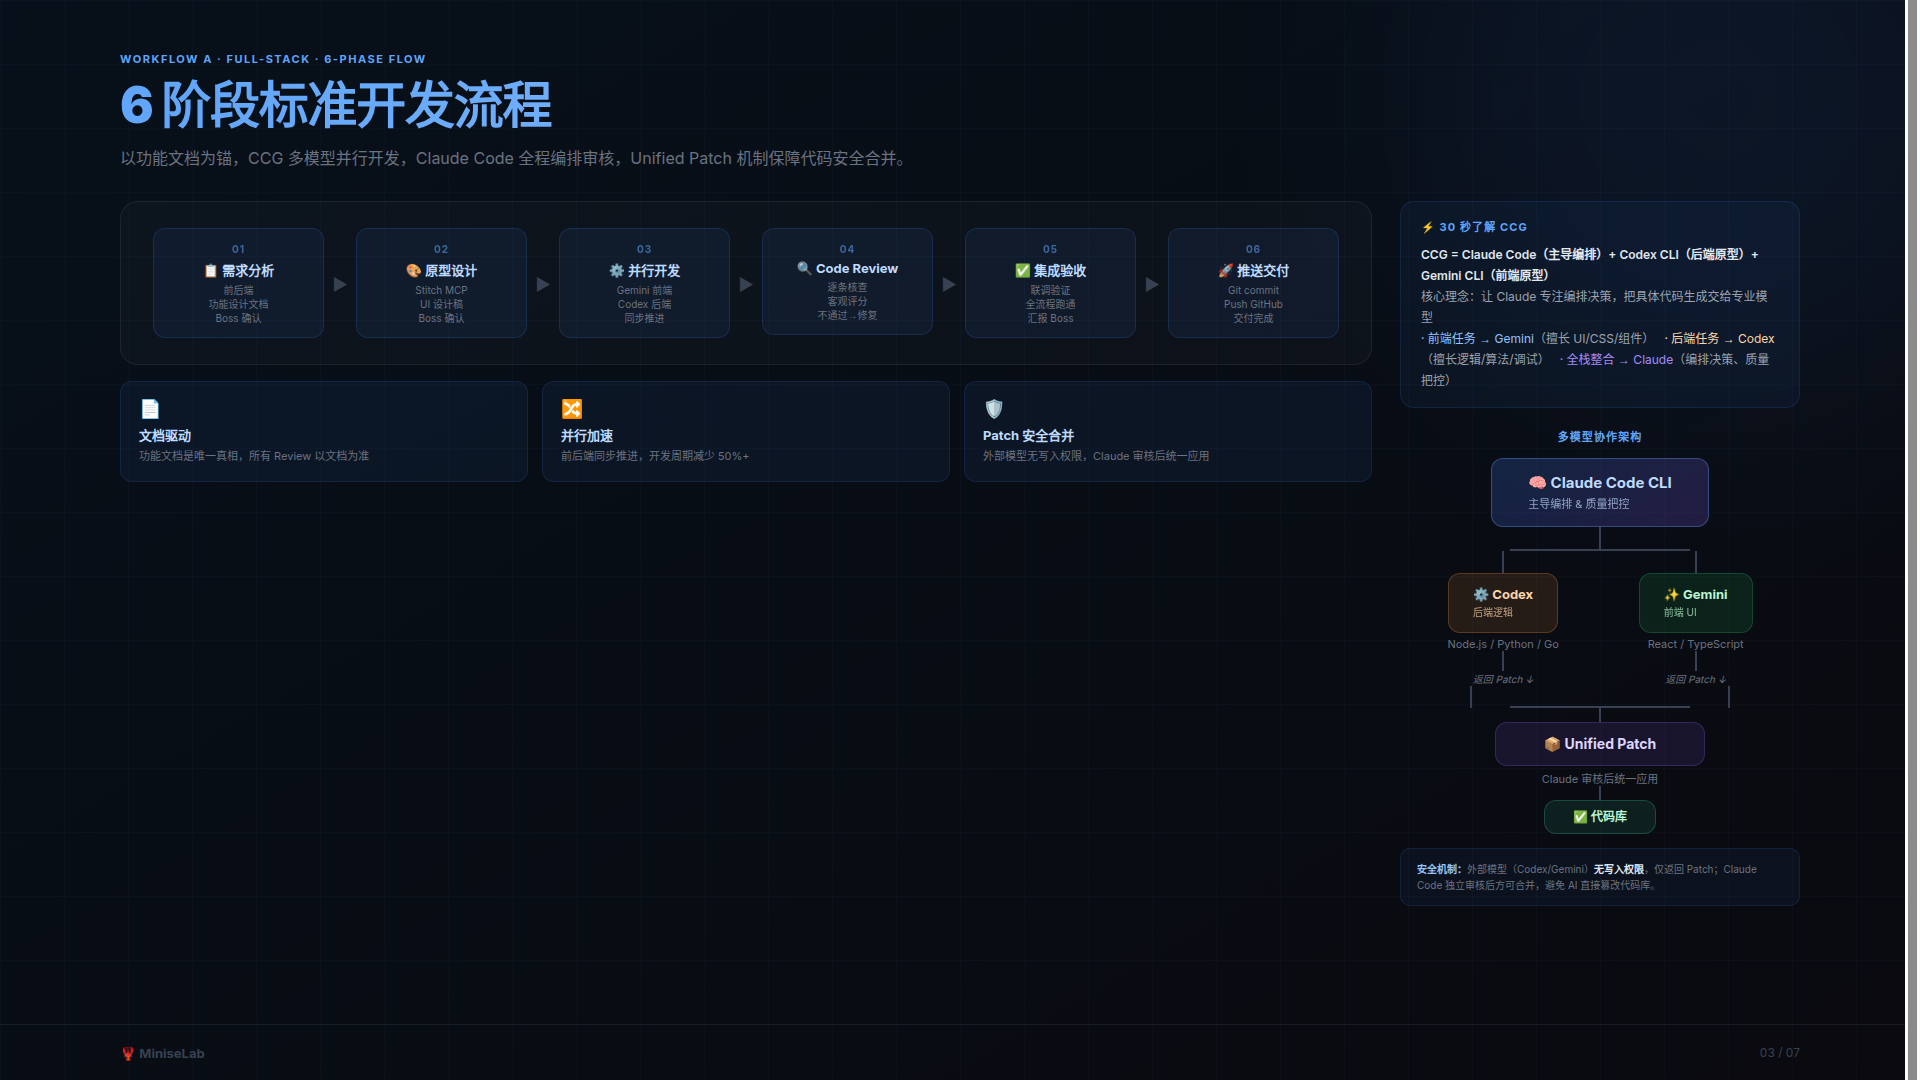 WORKFLOW A · FULL-STACK · 6-PHASE FLOW
6 阶段标准开发流程
以功能文档为锚，CCG 多模型并行开发，Claude Code 全程编排审核，Unified Patch 机制保障代码安全合并。
01
📋 需求分析
前后端
功能设计文档
Boss 确认
▶
02
🎨 原型设计
Stitch MCP
UI 设计稿
Boss 确认
▶
03
⚙️ 并行开发
Gemini 前端
Codex 后端
同步推进
▶
04
🔍 Code Review
逐条核查
客观评分
不通过→修复
▶
05
✅ 集成验收
联调验证
全流程跑通
汇报 Boss
▶
06
🚀 推送交付
Git commit
Push GitHub
交付完成
📄
文档驱动
功能文档是唯一真相，所有 Review 以文档为准
🔀
并行加速
前后端同步推进，开发周期减少 50%+
🛡️
Patch 安全合并
外部模型无写入权限，Claude 审核后统一应用
⚡ 30 秒了解 CCG
CCG = Claude Code（主导编排）+ Codex CLI（后端原型）+
Gemini CLI（前端原型）
核心理念：让 Claude 专注编排决策，把具体代码生成交给专业模
型
· 前端任务 → Gemini（擅长 UI/CSS/组件） · 后端任务 → Codex
（擅长逻辑/算法/调试） · 全栈整合 → Claude（编排决策、质量
把控）
多模型协作架构
🧠 Claude Code CLI
主导编排 & 质量把控
⚙️ Codex
后端逻辑
Node.js / Python / Go
返回 Patch ↓
✨ Gemini
前端 UI
React / TypeScript
返回 Patch ↓
📦 Unified Patch
Claude 审核后统一应用
✅ 代码库
安全机制：外部模型（Codex/Gemini）无写入权限，仅返回 Patch；Claude
Code 独立审核后方可合并，避免 AI 直接篡改代码库。
🦞 MiniseLab
03 / 07